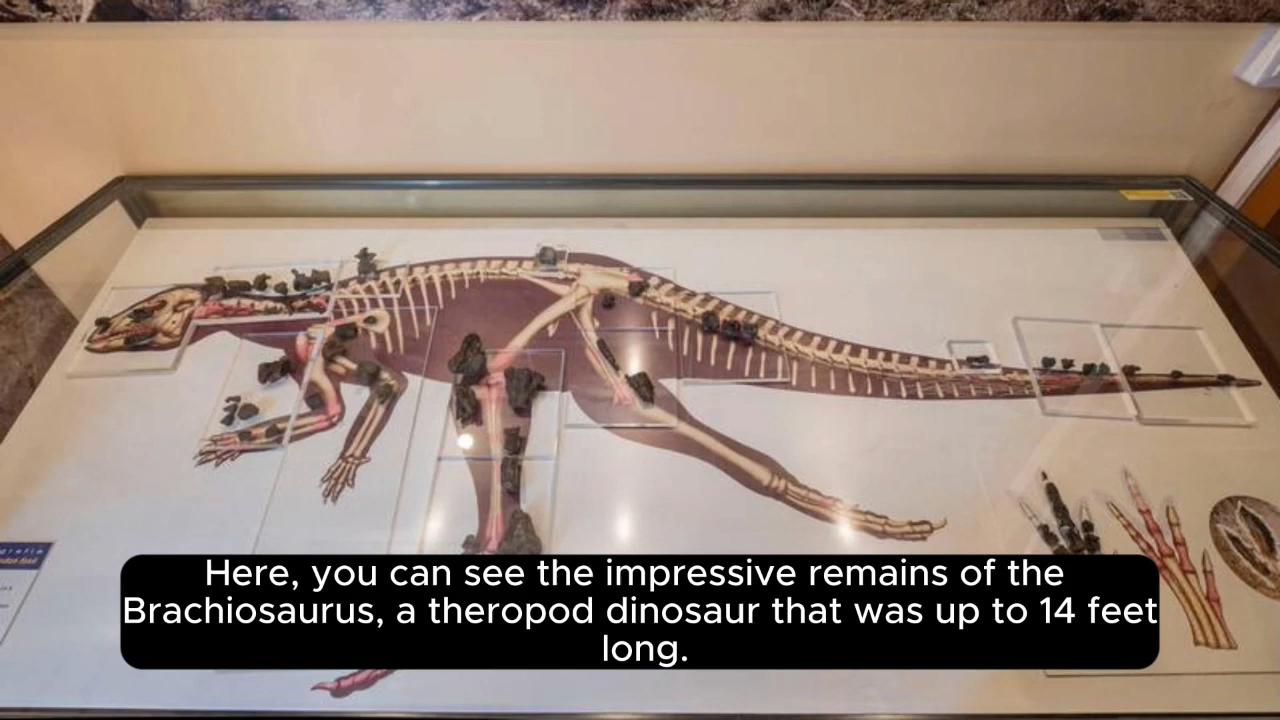 Here, you can see the impressive remains of the
Brachiosaurus, a theropod dinosaur that was up to 14 feet
long.